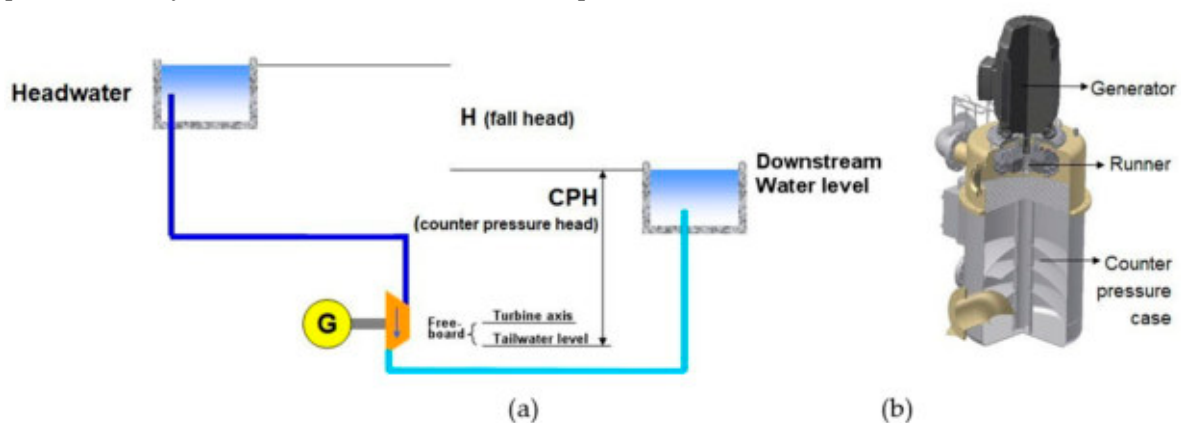 Headwater
H (fall head)
Downstream
Water level
CPH
(counter pressure head)
G
Free-
board
Turbine axis
Tailwater level
(a)
Generator
Runner
Counter
pressure
case
(b)